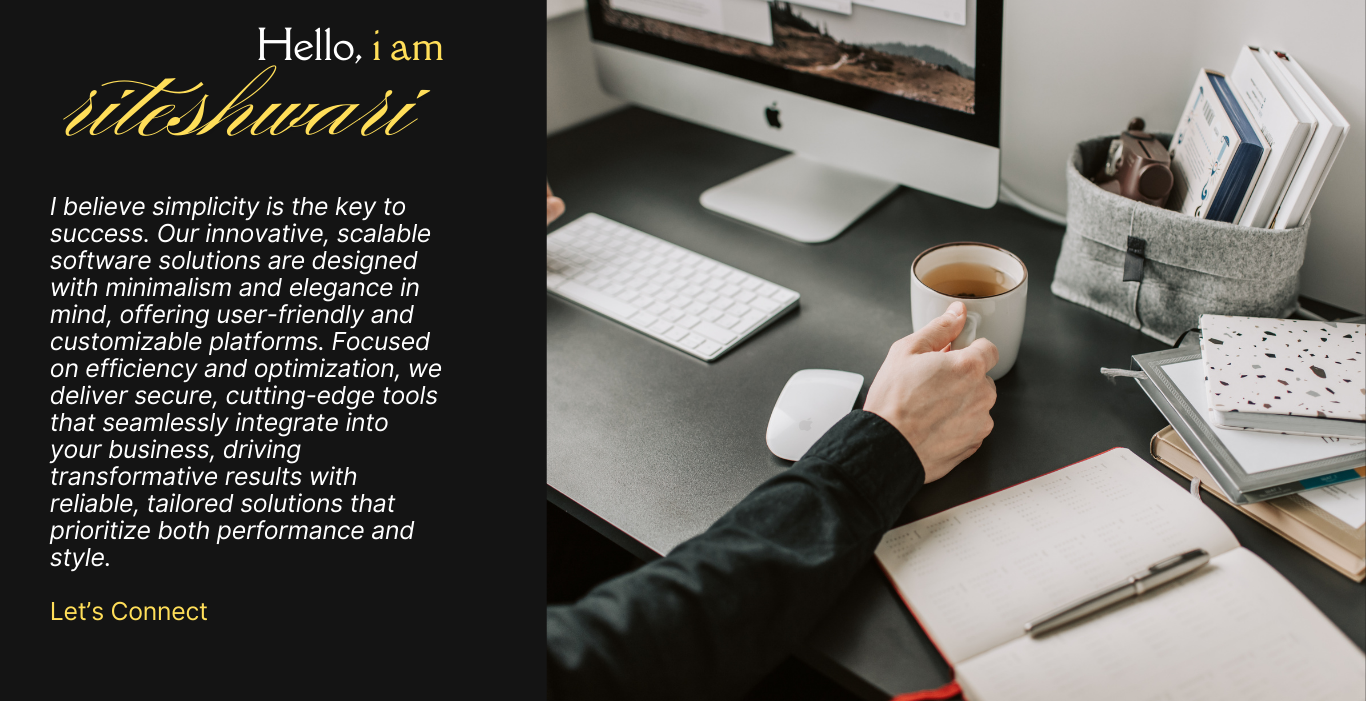 Hello, i am
riteshwari
I believe simplicity is the key to
success. Our innovative, scalable
software solutions are designed
with minimalism and elegance in
mind, offering user-friendly and
customizable platforms. Focused
on efficiency and optimization, we
deliver secure, cutting-edge tools
that seamlessly integrate into
your business, driving
transformative results with
reliable, tailored solutions that
prioritize both performance and
style.
Let’s Connect